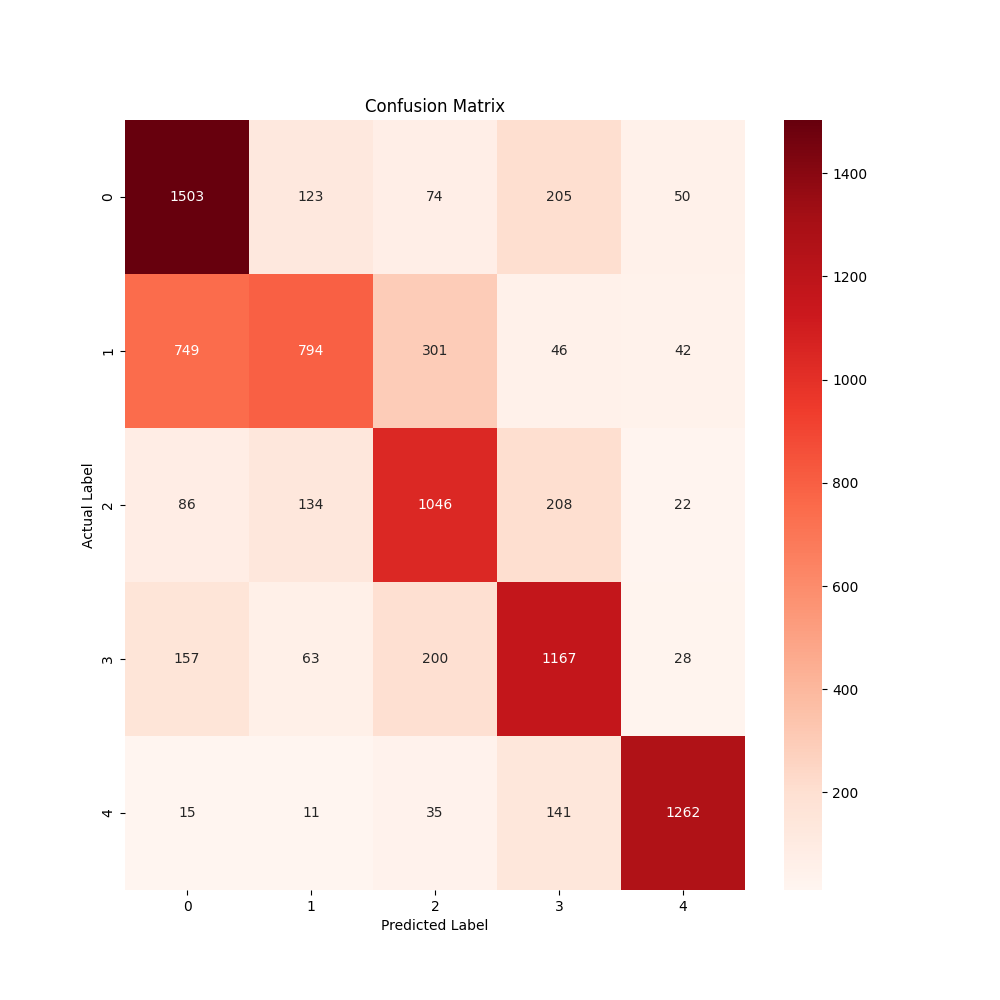 Confusion Matrix
0 1503 123 74 205 50
1 749 794 301 46 42
2 86 134 1046 208 22
3 157 63 200 1167 28
4 15 11 35 141 1262
0 1 2 3 4
Predicted Label
Actual Label
1400
1200
1000
800
600
400
200